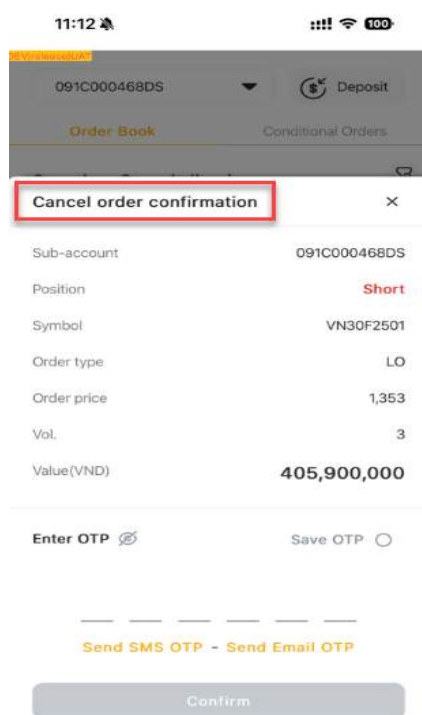 11:12
100
091C000468DS
Deposit
Order Book
Conditional Orders
Cancel order confirmation
Sub-account 091C000468DS
Position Short
Symbol VN30F2501
Order type LO
Order price 1,353
Vol. 3
Value(VND) 405,900,000
Enter OTP Save OTP
Send SMS OTP - Send Email OTP
Confirm